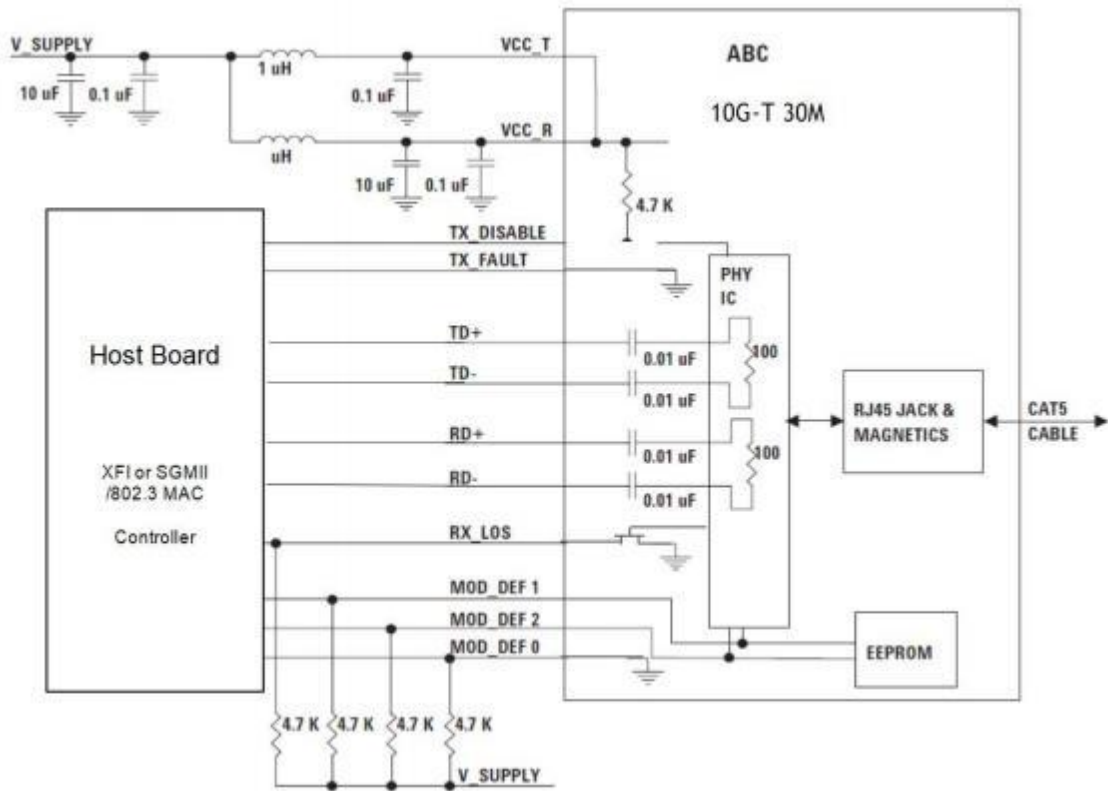 V_SUPPLY
10 uF
0.1 uF
1 uH
0.1 uF
VCC_T
uH
10 uF
0.1 uF
VCC_R
ABC
10G-T 30M
4.7 K
Host Board
XFI or SGMII
/802.3 MAC
Controller
TX_DISABLE
TX_FAULT
TD+
TD-
RD+
RD-
RX_LOS
MOD_DEF 1
MOD_DEF 2
MOD_DEF 0
PHY
IC
0.01 uF
0.01 uF
0.01 uF
0.01 uF
100
100
RJ45 JACK &
MAGNETICS
CAT5
CABLE
EEPROM
4.7 K
4.7 K
4.7 K
4.7 K
V_SUPPLY